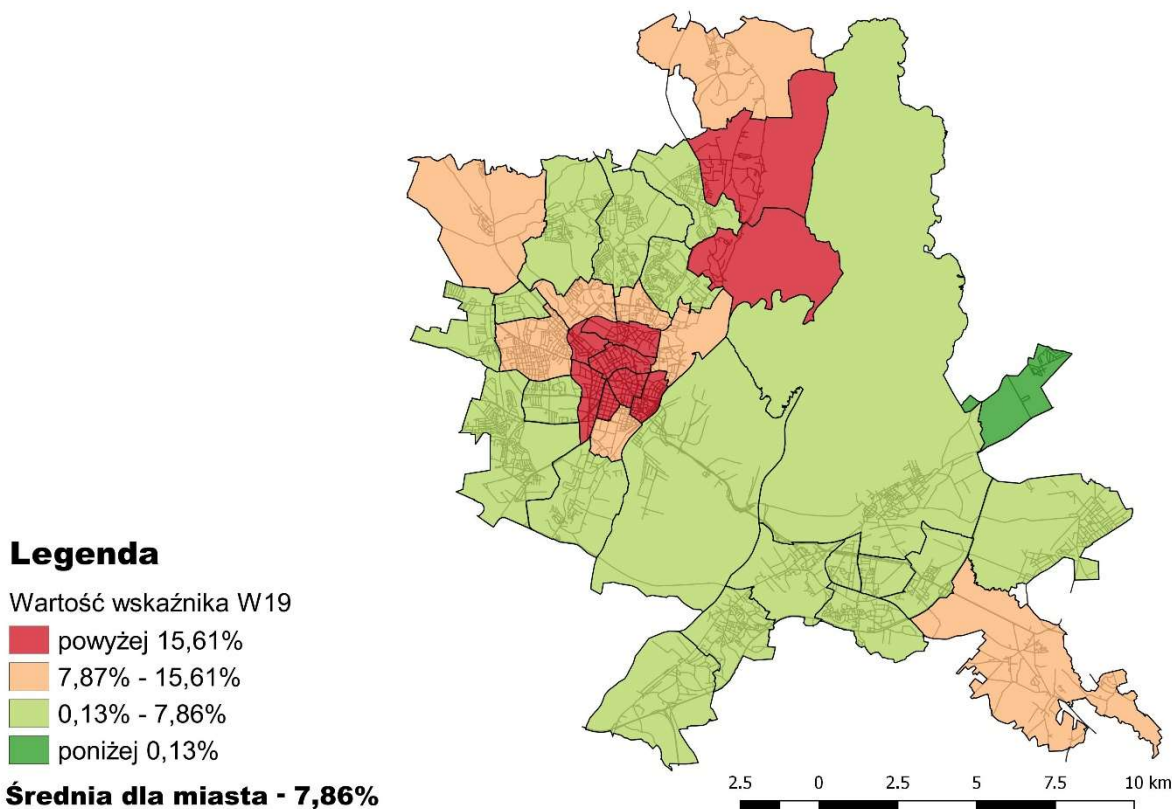 Legenda
Wartość wskaźnika W19
powyżej 15,61%
7,87% - 15,61%
0,13% - 7,86%
poniżej 0,13%
Średnia dla miasta - 7,86%
2.5 0 2.5 5 7.5 10 km